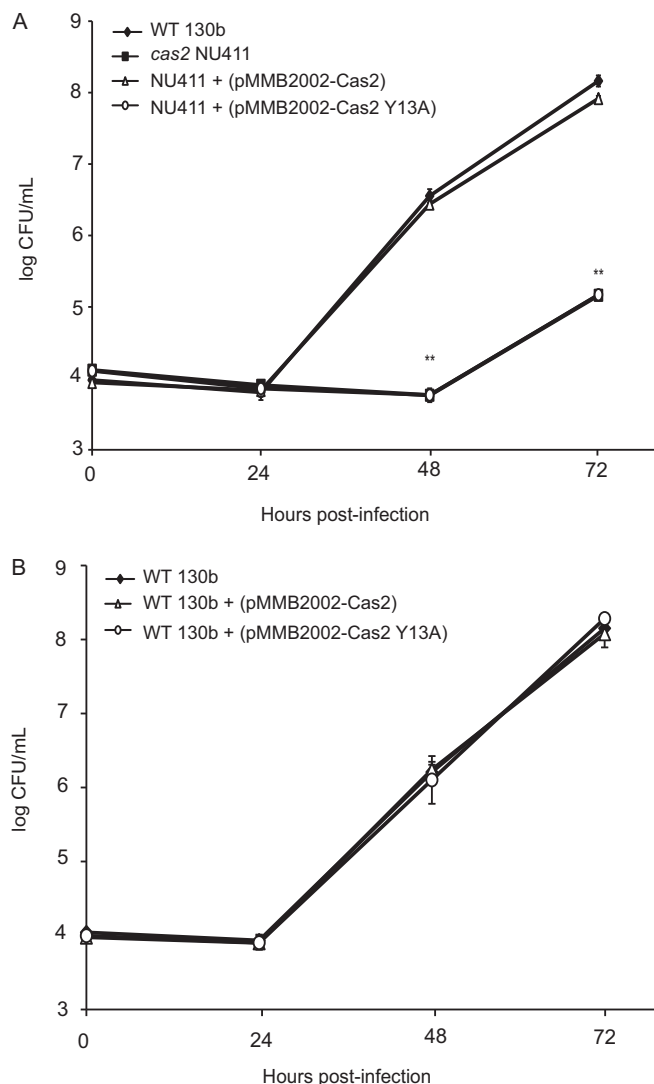 A
WT 130b
cas2 NU411
NU411 + (pMMB2002-Cas2)
NU411 + (pMMB2002-Cas2 Y13A)
9
8
7
6
5
4
3
log CFU/mL
**
**
0
24
48
72
Hours post-infection
B
WT 130b
WT 130b + (pMMB2002-Cas2)
WT 130b + (pMMB2002-Cas2 Y13A)
9
8
7
6
5
4
3
log CFU/mL
0
24
48
72
Hours post-infection